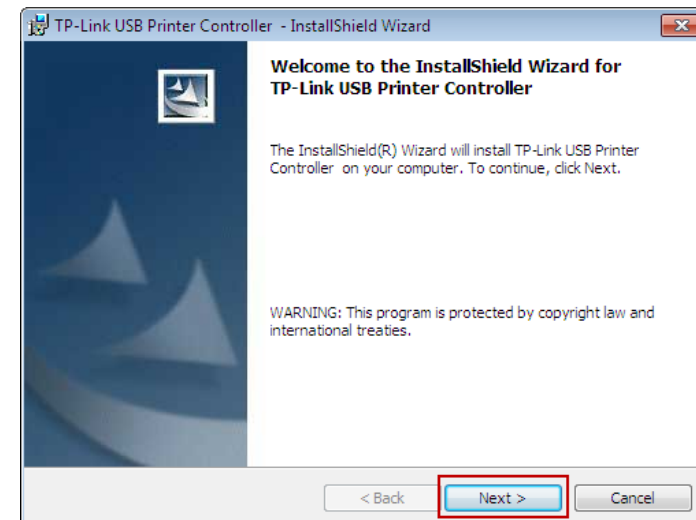 TP-Link USB Printer Controller - InstallShield Wizard
Welcome to the InstallShield Wizard for
TP-Link USB Printer Controller
The InstallShield(R) Wizard will install TP-Link USB Printer
Controller on your computer. To continue, click Next.
WARNING: This program is protected by copyright law and
international treaties.
< Back Next > Cancel